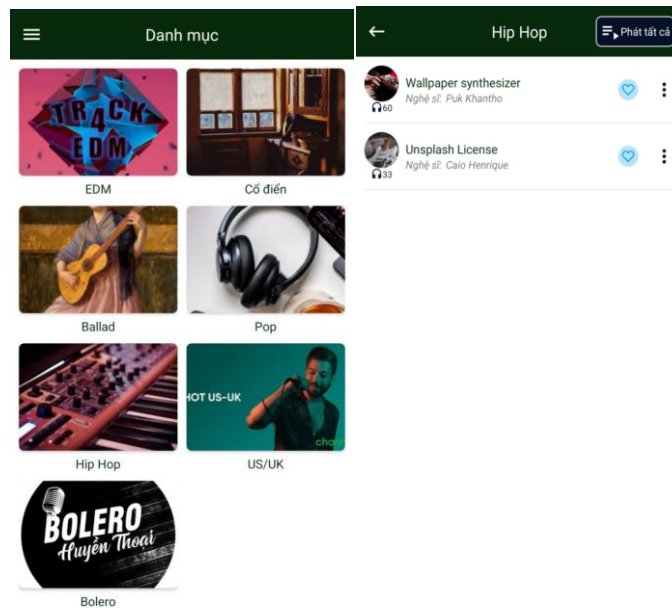 Danh mục
TR4CK
EDM
EDM
Cổ điển
Ballad
Pop
Hip Hop
HOT US-UK
US/UK
BOLERO
Huyền Thoại
Bolero
Hip Hop
Phát tất cả
Wallpaper synthesizer
Nghệ sĩ: Puk Khantho
60
Unsplash License
Nghệ sĩ: Caio Henrique
33